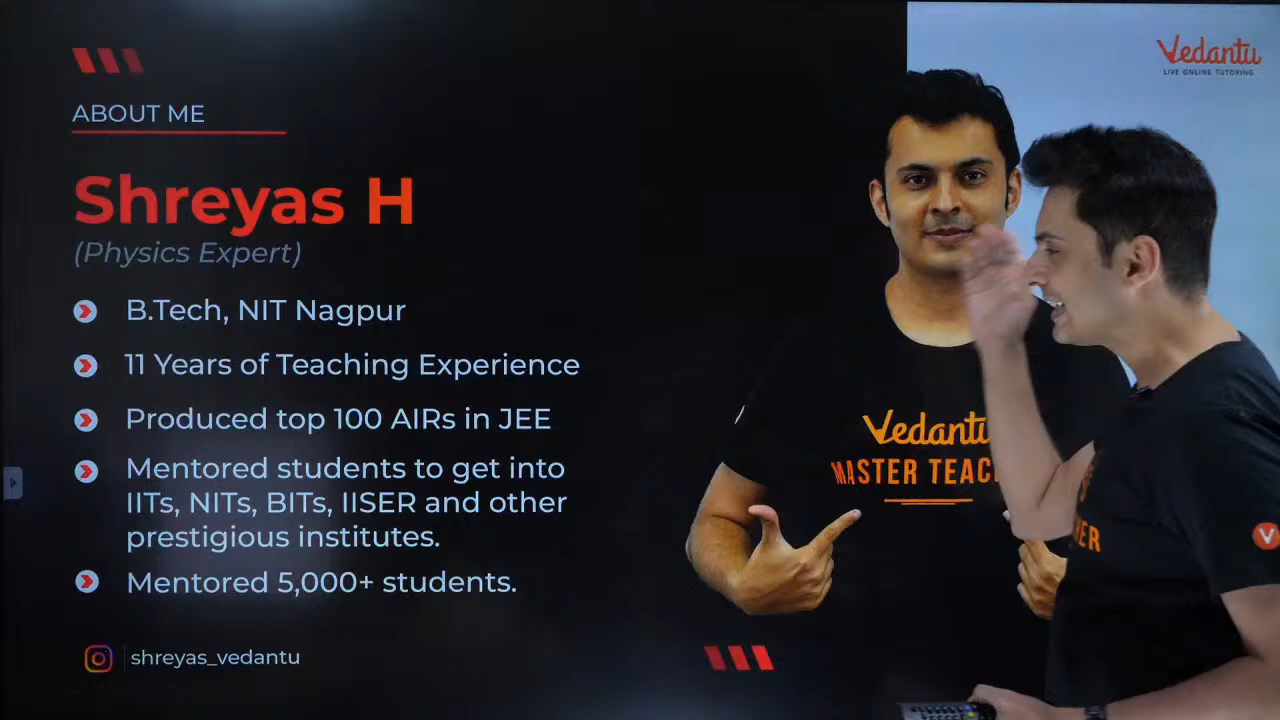 Vedantu
LIVE ONLINE TUTORING
ABOUT ME
Shreyas H
(Physics Expert)
B.Tech, NIT Nagpur
11 Years of Teaching Experience
Produced top 100 AIRs in JEE
Mentored students to get into
IITs, NITs, BITs, IISER and other
prestigious institutes.
Mentored 5,000+ students.
shreyas_vedantu
Vedantu
MASTER
V